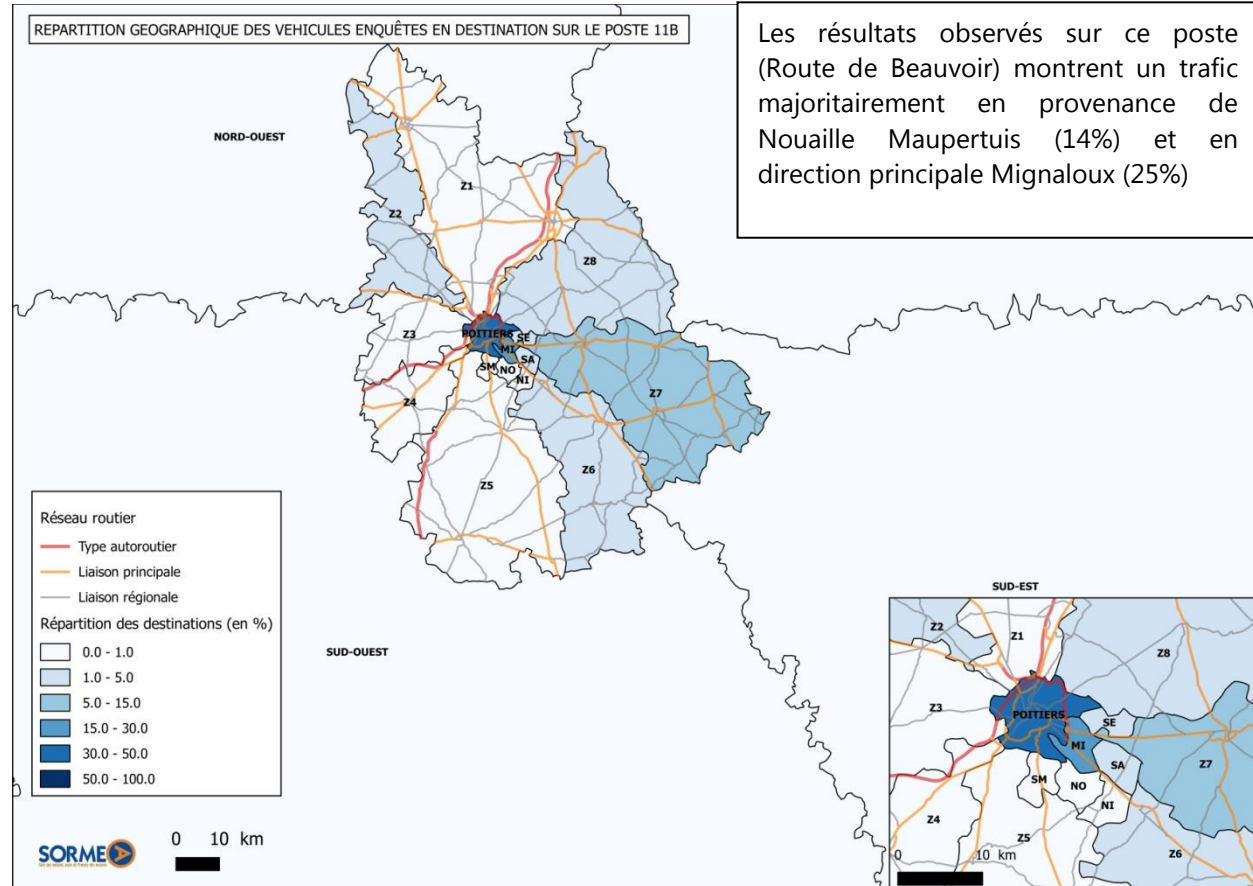 REPARTITION GEOGRAPHIQUE DES VEHICULES ENQUÊTES EN DESTINATION SUR LE POSTE 11B
Les résultats observés sur ce poste
(Route de Beauvoir) montrent un trafic
majoritairement en provenance de
Nouaille Maupertuis (14%) et en
direction principale Mignaloux (25%)
NORD-OUEST
Z1
Z2
Z8
Z3
POITIERS
SE
MI
SA
SM
NO
NI
Z4
Z7
Z6
Z5
Réseau routier
Type autoroutier
Liaison principale
Liaison régionale
Répartition des destinations (en %)
0.0 - 1.0
1.0 - 5.0
5.0 - 15.0
15.0 - 30.0
30.0 - 50.0
50.0 - 100.0
SUD-OUEST
SUD-EST
Z2
Z1
Z8
Z3
POITIERS
SE
MI
SA
Z7
SM
NO
NI
Z4
Z5
Z6
0 10 km
SORMEA
0 10 km